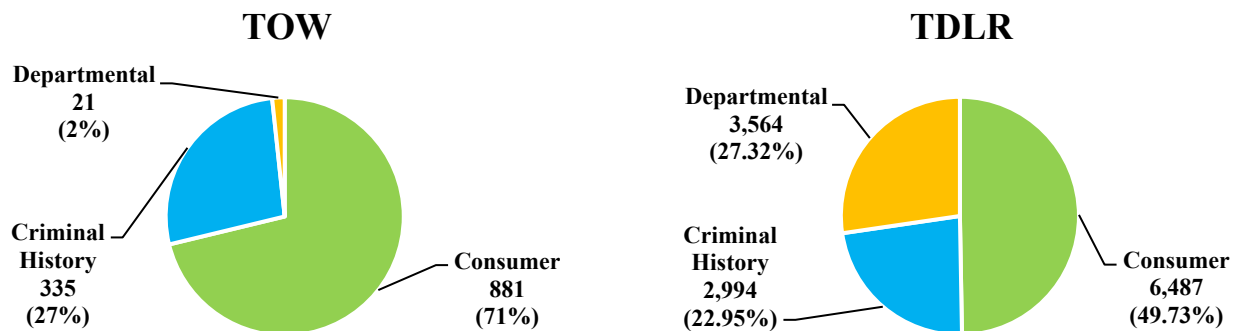 TOW
Departmental
21
(2%)
Criminal
History
335
(27%)
Consumer
881
(71%)
TDLR
Departmental
3,564
(27.32%)
Criminal
History
2,994
(22.95%)
Consumer
6,487
(49.73%)